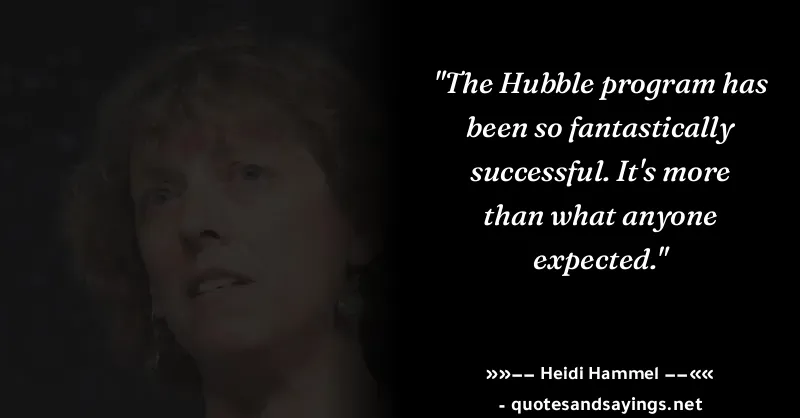 "The Hubble program has
been so fantastically
successful. It's more
than what anyone
expected."
»»–– Heidi Hammel ––««
- quotesandsayings.net